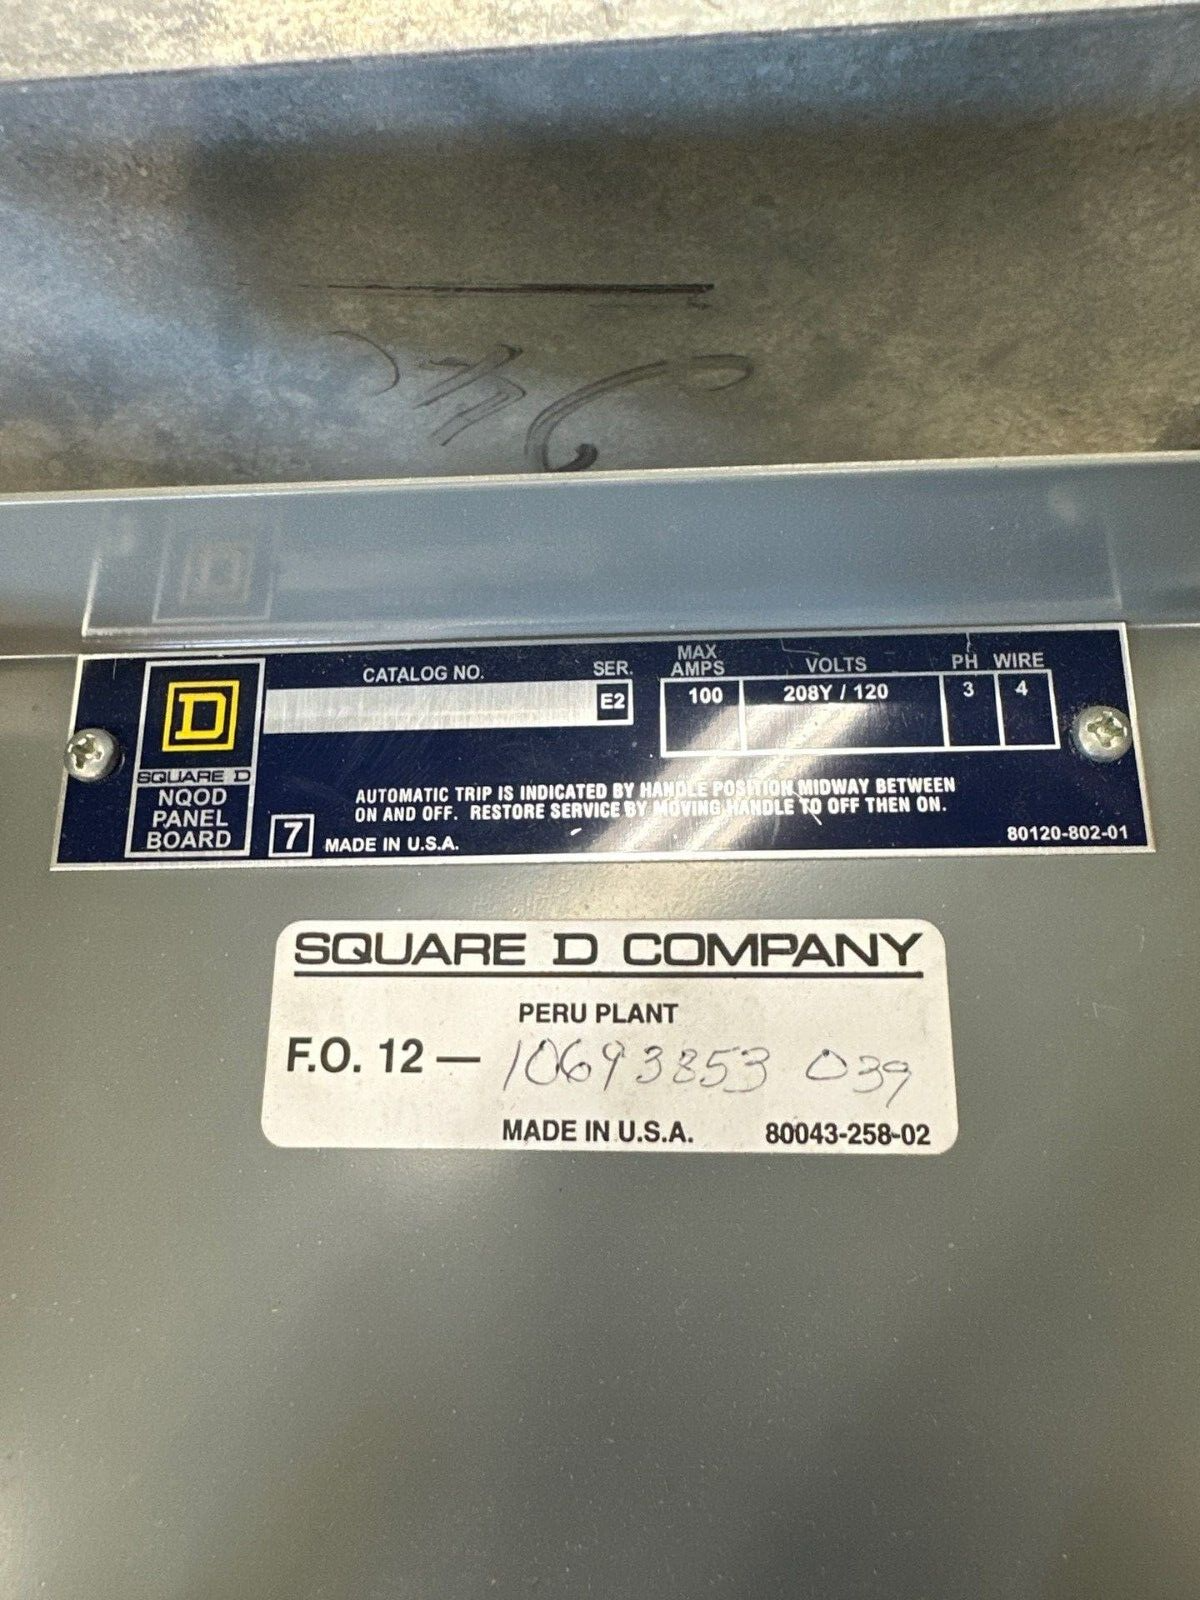 CATALOG NO. SER. MAX AMPS VOLTS PH WIRE
E2 100 208Y / 120 3 4
D
SQUARE D
NQOD
PANEL
BOARD
AUTOMATIC TRIP IS INDICATED BY HANDLE POSITION MIDWAY BETWEEN
ON AND OFF. RESTORE SERVICE BY MOVING HANDLE TO OFF THEN ON.
7 MADE IN U.S.A. 80120-802-01
SQUARE D COMPANY
PERU PLANT
F.O. 12 — 10693853 039
MADE IN U.S.A. 80043-258-02